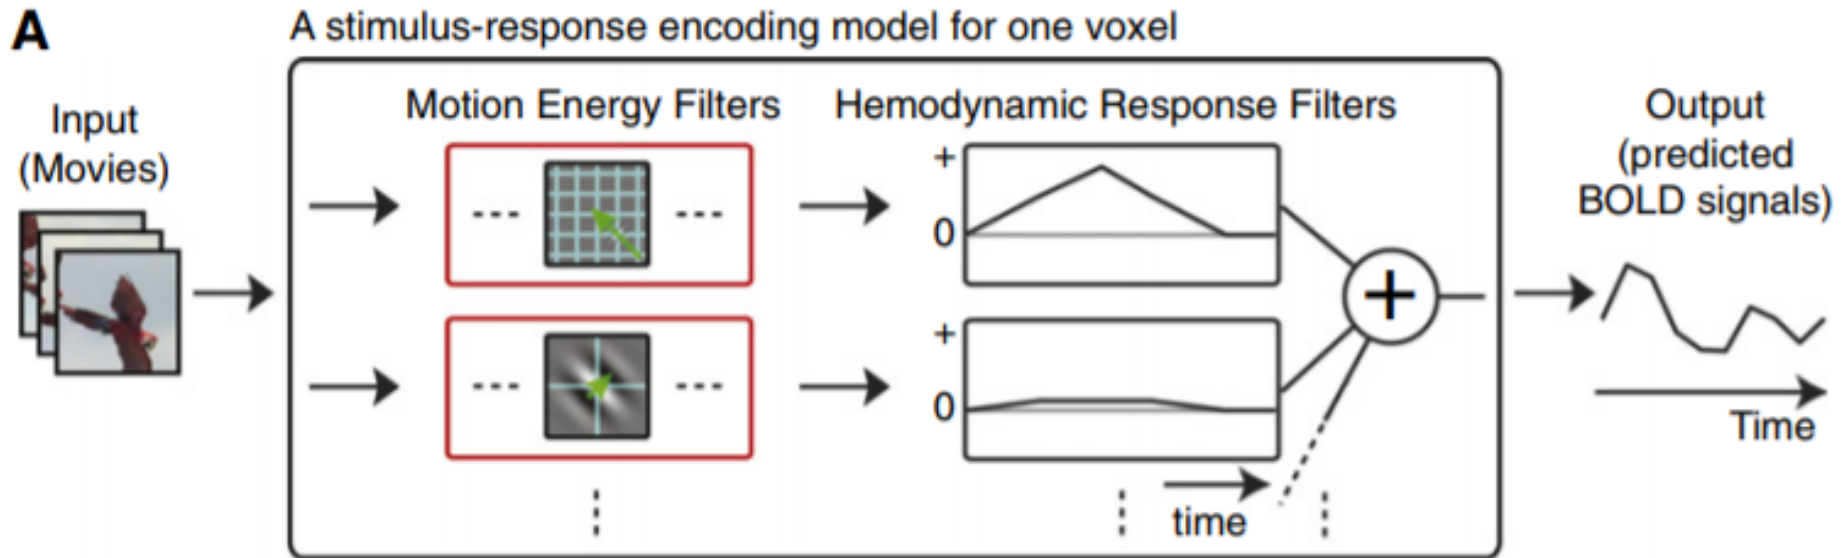 A
A stimulus-response encoding model for one voxel
Input
(Movies)
Motion Energy Filters
Hemodynamic Response Filters
Output
(predicted
BOLD signals)
+
0
+
+
0
time
Time